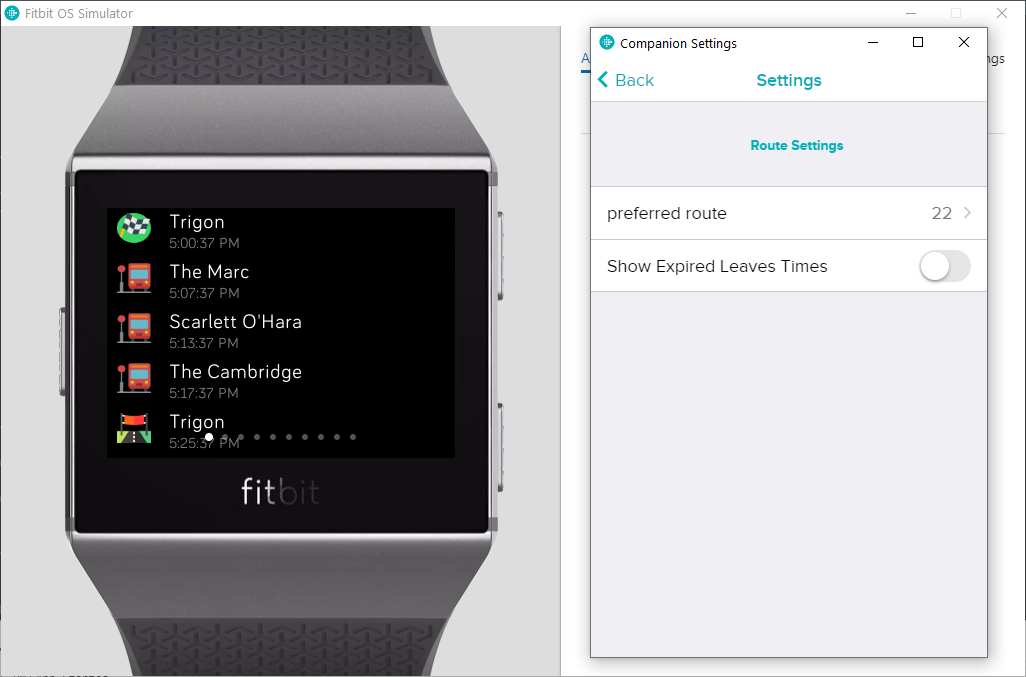 Fitbit OS Simulator
Trigon
5:00:37 PM
The Marc
5:07:37 PM
Scarlett O'Hara
5:13:37 PM
The Cambridge
5:17:37 PM
Trigon
5:25:37 PM
fitbit
A
ngs
Companion Settings
Back
Settings
Route Settings
preferred route
22
Show Expired Leaves Times